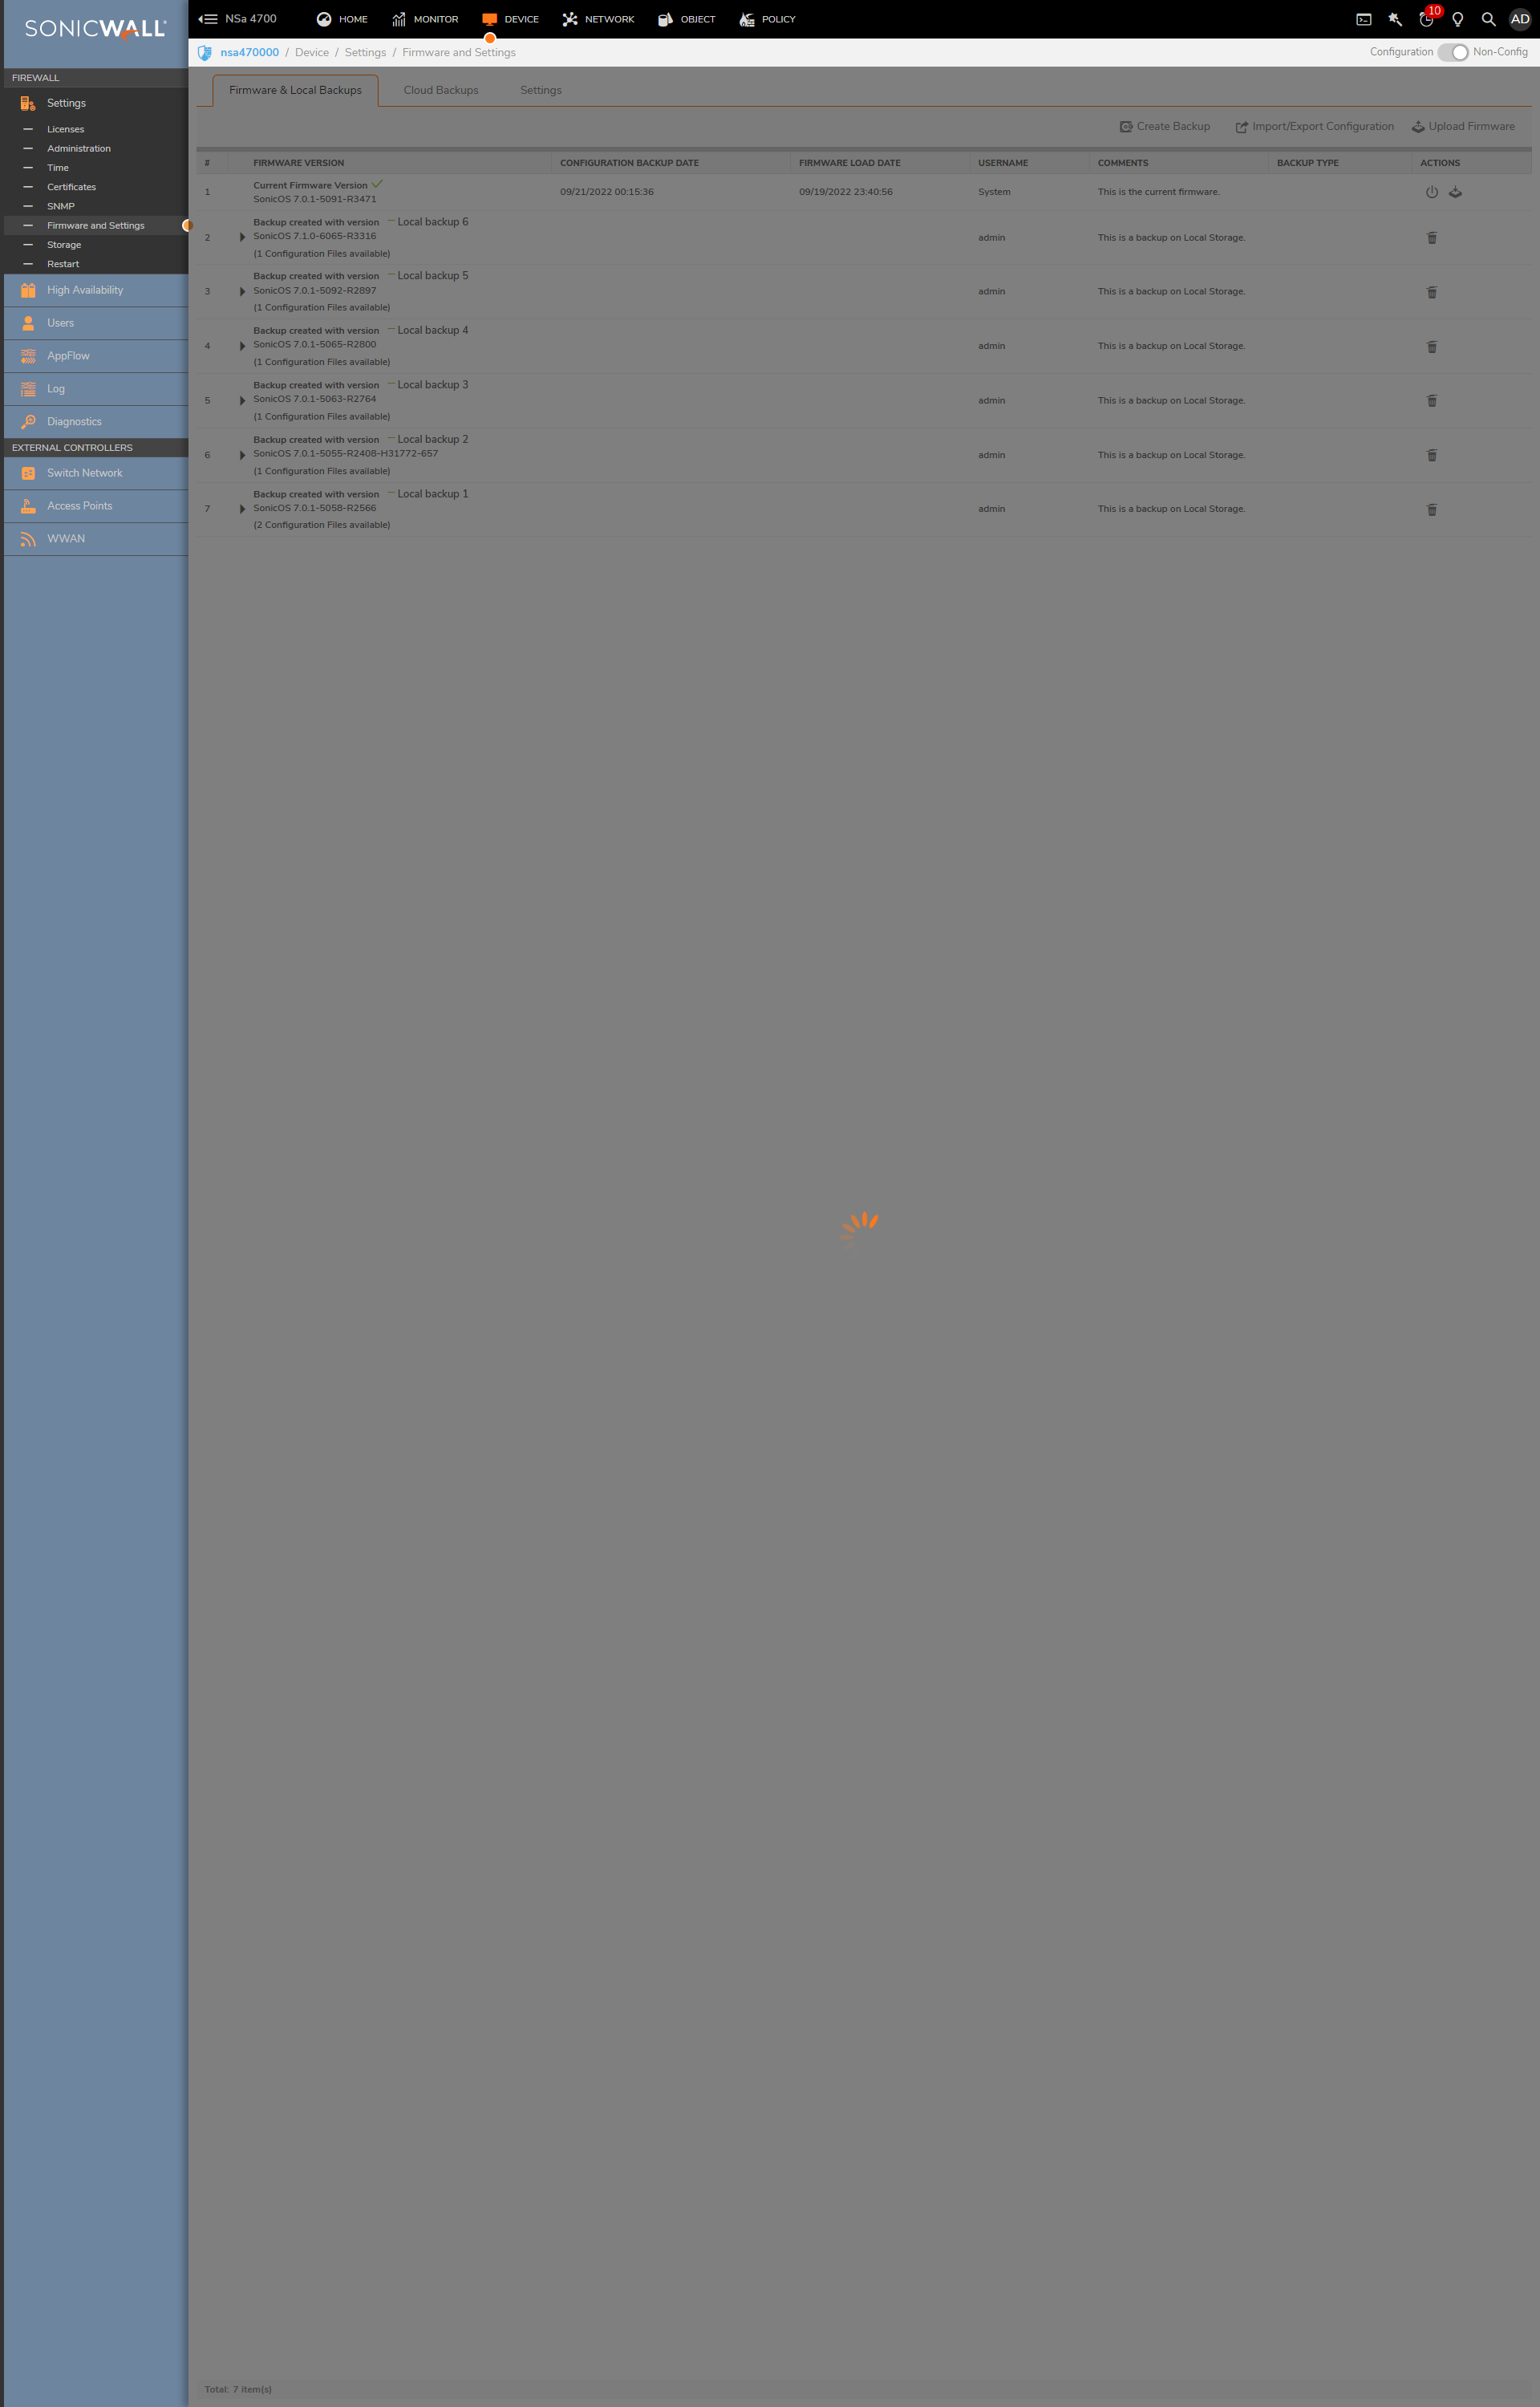 SONICWALL
NSa 4700
HOME
MONITOR
DEVICE
NETWORK
OBJECT
POLICY
10
AD
nsa470000 / Device / Settings / Firmware and Settings
Configuration
Non-Config
FIREWALL
Settings
Licenses
Administration
Time
Certificates
SNMP
Firmware and Settings
Storage
Restart
High Availability
Users
AppFlow
Log
Diagnostics
EXTERNAL CONTROLLERS
Switch Network
Access Points
WWAN
Firmware & Local Backups
Cloud Backups
Settings
Create Backup
Import/Export Configuration
Upload Firmware
# FIRMWARE VERSION CONFIGURATION BACKUP DATE FIRMWARE LOAD DATE USERNAME COMMENTS BACKUP TYPE ACTIONS
Current Firmware Version
1 SonicOS 7.0.1-5091-R3471 09/21/2022 00:15:36 09/19/2022 23:40:56 System This is the current firmware.
Backup created with version – Local backup 6
2 SonicOS 7.1.0-6065-R3316 admin This is a backup on Local Storage.
(1 Configuration Files available)
Backup created with version – Local backup 5
3 SonicOS 7.0.1-5092-R2897 admin This is a backup on Local Storage.
(1 Configuration Files available)
Backup created with version – Local backup 4
4 SonicOS 7.0.1-5065-R2800 admin This is a backup on Local Storage.
(1 Configuration Files available)
Backup created with version – Local backup 3
5 SonicOS 7.0.1-5063-R2764 admin This is a backup on Local Storage.
(1 Configuration Files available)
Backup created with version – Local backup 2
6 SonicOS 7.0.1-5055-R2408-H31772-657 admin This is a backup on Local Storage.
(1 Configuration Files available)
Backup created with version – Local backup 1
7 SonicOS 7.0.1-5058-R2566 admin This is a backup on Local Storage.
(2 Configuration Files available)
Total: 7 item(s)